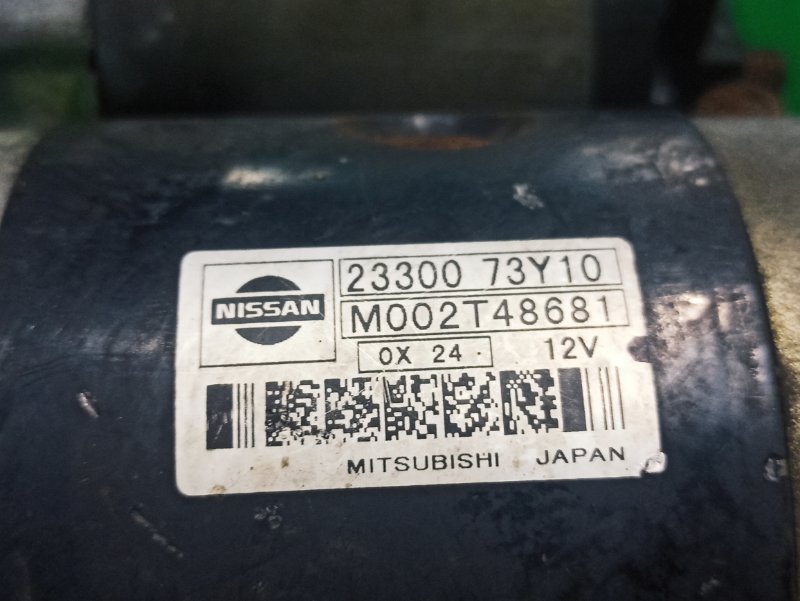 NISSAN
23300 73Y10
M002T48681
0X 24
12V
MITSUBISHI JAPAN